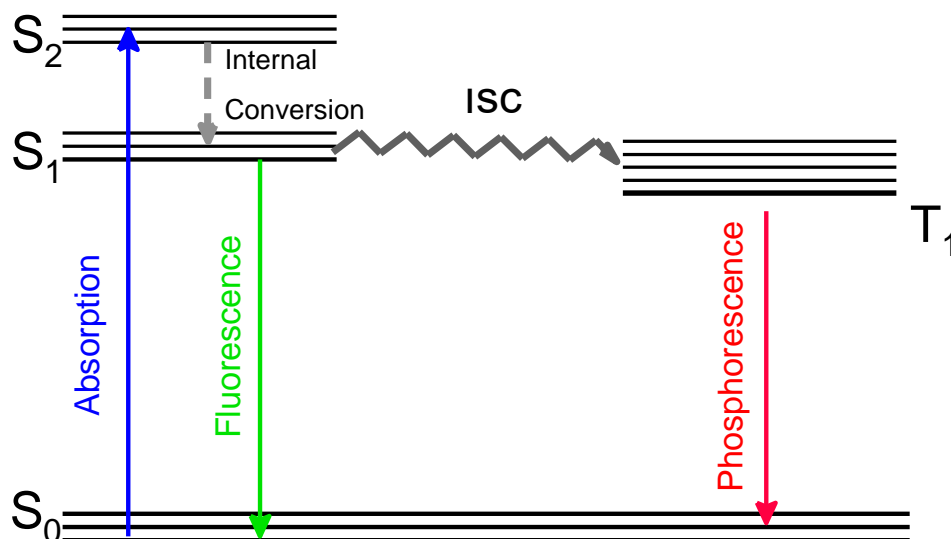 S₂
Internal
Conversion
ISC
S₁
T₁
Absorption
Fluorescence
Phosphorescence
S₀